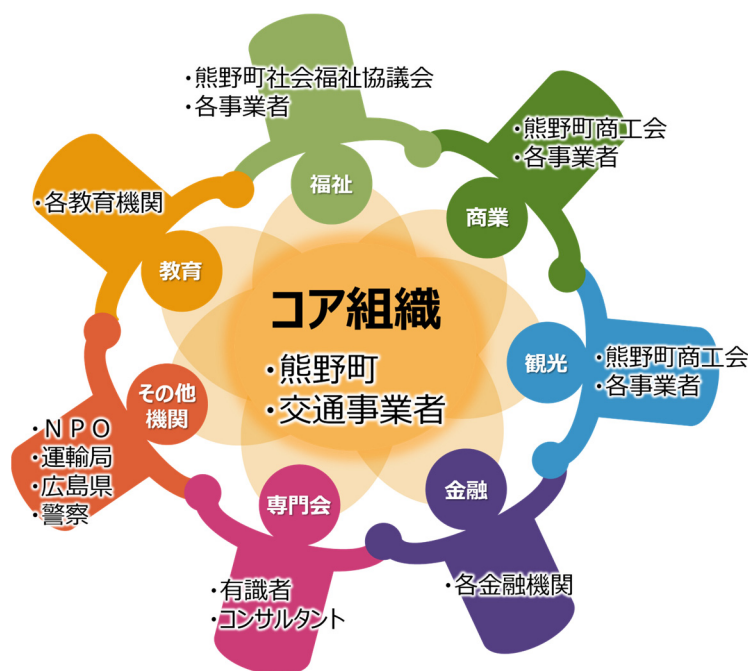 ・熊野町社会福祉協議会
・各事業者
福祉
・熊野町商工会
・各事業者
商業
・各教育機関
教育
コア組織
・熊野町
・交通事業者
観光
・熊野町商工会
・各事業者
その他
機関
・ＮＰＯ
・運輸局
・広島県
・警察
専門会
・有識者
・コンサルタント
金融
・各金融機関